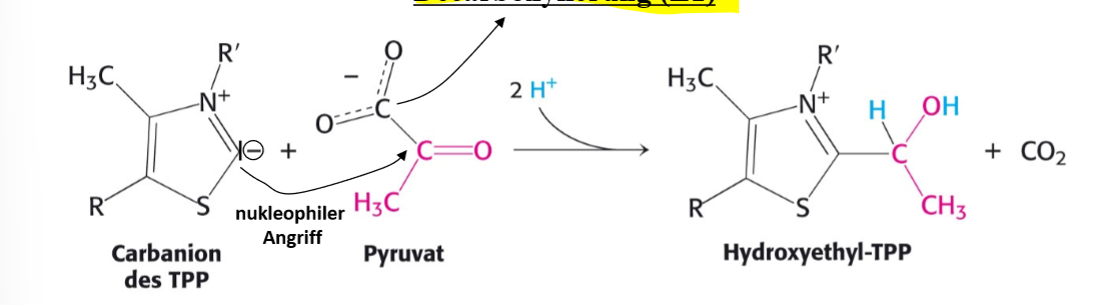 R′
H₃C
N⁺
S
R
⊖
+
nukleophiler
Angriff
Carbanion
des TPP
O
−
O
C
C
O
H₃C
Pyruvat
2 H⁺
R′
H₃C
N⁺
S
R
H
OH
C
CH₃
Hydroxyethyl-TPP
+ CO₂